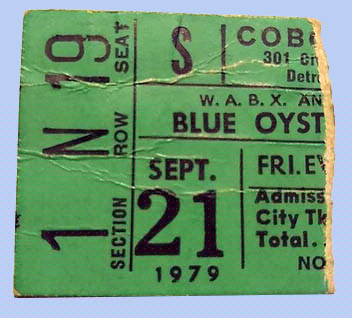 19 SEAT
N ROW
1 SECTION
S
COBO
301 
Detro
W. A. B. X. AN
BLUE OYST
SEPT.
21
1979
FRI. EV
Admiss
City Tk
Total. .
NO